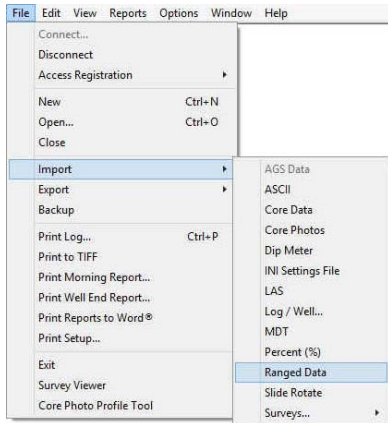 File Edit View Reports Options Window Help
Connect...
Disconnect
Access Registration
New Ctrl+N
Open... Ctrl+O
Close
Import
Export
Backup
Print Log... Ctrl+P
Print to TIFF
Print Morning Report...
Print Well End Report...
Print Reports to Word®
Print Setup...
Exit
Survey Viewer
Core Photo Profile Tool
AGS Data
ASCII
Core Data
Core Photos
Dip Meter
INI Settings File
LAS
Log / Well...
MDT
Percent (%)
Ranged Data
Slide Rotate
Surveys...